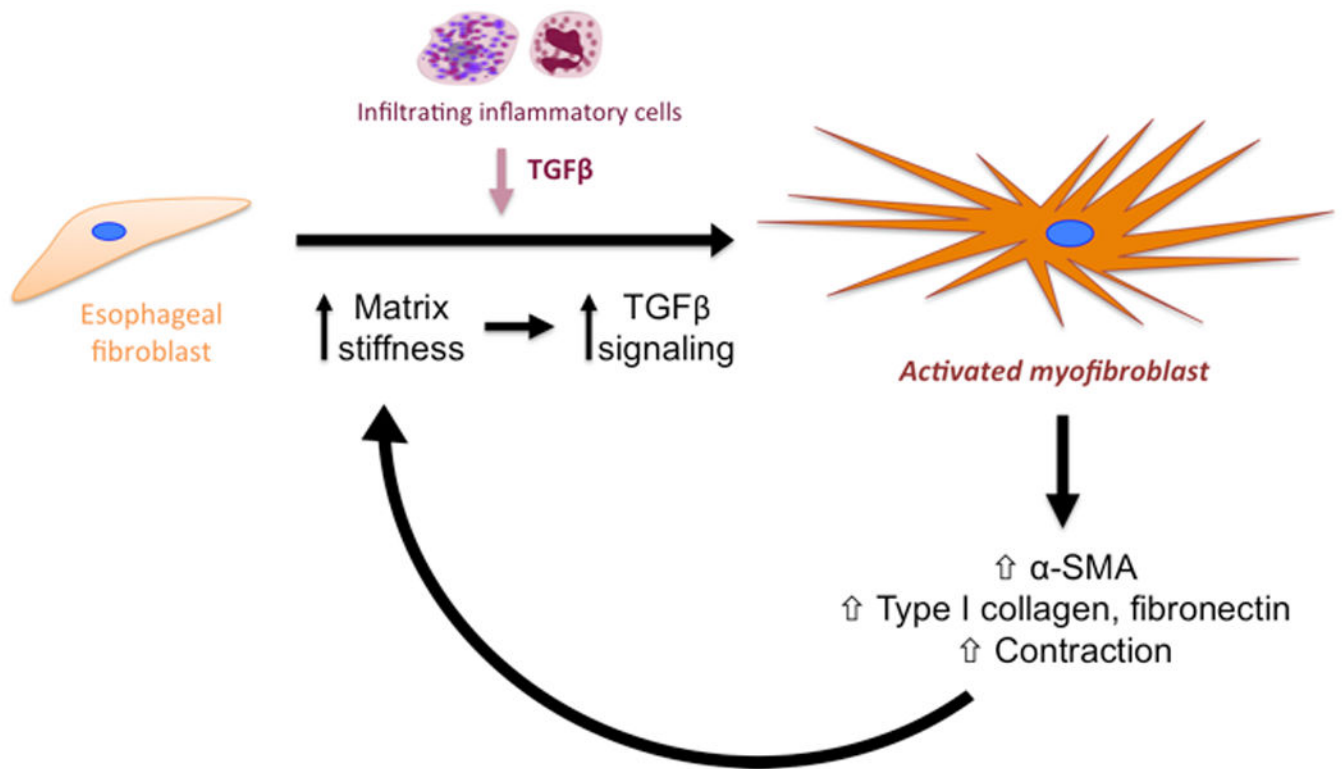 Infiltrating inflammatory cells
TGFβ
Esophageal
fibroblast
Matrix
stiffness
TGFβ
signaling
Activated myofibroblast
⇧ α-SMA
⇧ Type I collagen, fibronectin
⇧ Contraction